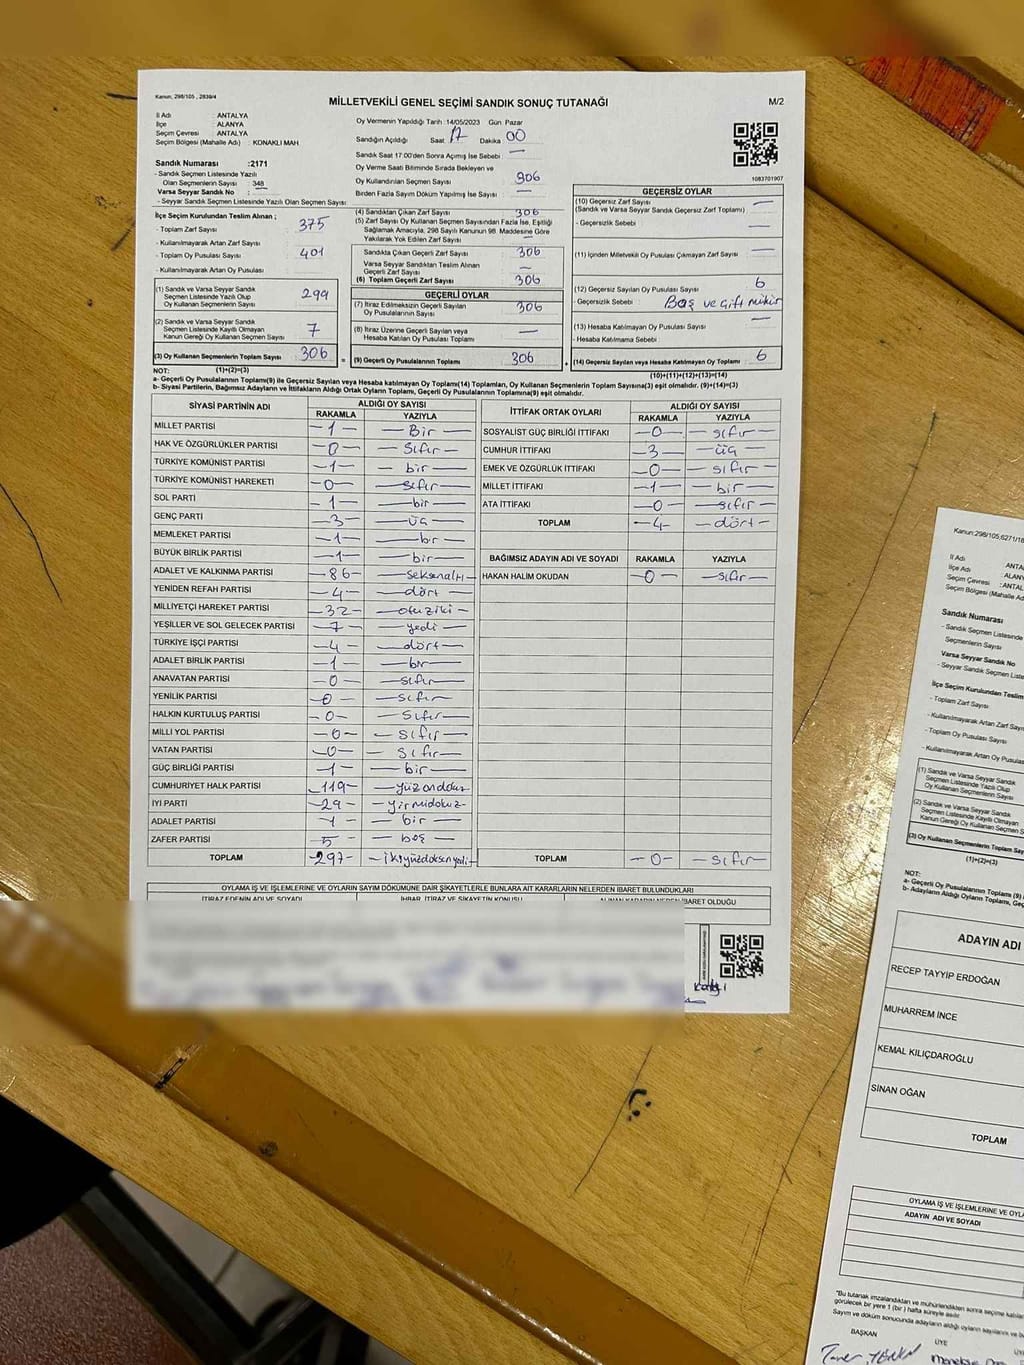 Kanun, 298/105 , 2839/4
MİLLETVEKİLİ GENEL SEÇİMİ SANDIK SONUÇ TUTANAĞI
M/2
İl Adı : ANTALYA
İlçe : ALANYA
Seçim Çevresi : ANTALYA
Seçim Bölgesi (Mahalle Adı) : KONAKLI MAH
Sandık Numarası :2171
- Sandık Seçmen Listesinde Yazılı
Olan Seçmenlerin Sayısı : 348
Varsa Seyyar Sandık No : —
- Seyyar Sandık Seçmen Listesinde Yazılı Olan Seçmen Sayısı
Oy Vermenin Yapıldığı Tarih :14/05/2023 Gün Pazar
Sandığın Açıldığı Saat 17 Dakika 00
Sandık Saat 17:00'den Sonra Açılmış İse Sebebi : —
Oy Verme Saati Bitiminde Sırada Bekleyen ve
Oy Kullandırılan Seçmen Sayısı 306
Birden Fazla Sayım Döküm Yapılmış İse Sayısı : —
1083701907
İlçe Seçim Kurulundan Teslim Alınan ;
- Toplam Zarf Sayısı 375
- Kullanılmayarak Artan Zarf Sayısı
- Toplam Oy Pusulası Sayısı 401
- Kullanılmayarak Artan Oy Pusulası
(1) Sandık ve Varsa Seyyar Sandık
Seçmen Listesinde Yazılı Olup
Oy Kullanan Seçmenlerin Sayısı 299
(2) Sandık ve Varsa Seyyar Sandık
Seçmen Listesinde Kayıtlı Olmayan
Kanun Gereği Oy Kullanan Seçmen Sayısı 7
(3) Oy Kullanan Seçmenlerin Toplam Sayısı 306
(1)+(2)=(3)
(4) Sandıktan Çıkan Zarf Sayısı 306
(5) Zarf Sayısı Oy Kullanan Seçmen Sayısından Fazla İse, Eşitliği
Sağlamak Amacıyla, 298 Sayılı Kanunun 98. Maddesine Göre
Yakılarak Yok Edilen Zarf Sayısı —
Sandıkta Çıkan Geçerli Zarf Sayısı 306
Varsa Seyyar Sandıktan Teslim Alınan
Geçerli Zarf Sayısı —
(6) Toplam Geçerli Zarf Sayısı 306
GEÇERLİ OYLAR
(7) İtiraz Edilmeksizin Geçerli Sayılan
Oy Pusulalarının Sayısı 306
(8) İtiraz Üzerine Geçerli Sayılan veya
Hesaba Katılan Oy Pusulaları Toplamı —
= (9) Geçerli Oy Pusulalarının Toplamı 306
GEÇERSİZ OYLAR
(10) Geçersiz Zarf Sayısı —
(Sandık ve Varsa Seyyar Sandık Geçersiz Zarf Toplamı)
- Geçersizlik Sebebi —
(11) İçinden Milletvekili Oy Pusulası Çıkmayan Zarf Sayısı —
(12) Geçersiz Sayılan Oy Pusulası Sayısı 6
- Geçersizlik Sebebi : Boş ve Çift mühür
(13) Hesaba Katılmayan Oy Pusulası Sayısı —
- Hesaba Katılmama Sebebi
+ (14) Geçersiz Sayılan veya Hesaba Katılmayan Oy Toplamı 6
(10)+(11)+(12)+(13)=(14)
NOT:
a- Geçerli Oy Pusulaları Toplamı(9) ile Geçersiz Sayılan veya Hesaba katılmayan Oy Toplamı(14) Toplamları, Oy Kullanan Seçmenlerin Toplam Sayısına(3) eşit olmalıdır. (9)+(14)=(3)
b- Siyasi Partilerin, Bağımsız Adayların ve İttifakların Aldığı Ortak Oyların Toplamı, Geçerli Oy Pusulalarının Toplamına(9) eşit olmalıdır.
SİYASİ PARTİNİN ADI ALDIĞI OY SAYISI
RAKAMLA YAZIYLA
MİLLET PARTİSİ —1— —Bir—
HAK VE ÖZGÜRLÜKLER PARTİSİ —0— —Sıfır—
TÜRKİYE KOMÜNİST PARTİSİ —1— —bir—
TÜRKİYE KOMÜNİST HAREKETİ —0— —sıfır—
SOL PARTİ —1— —bir—
GENÇ PARTİ —3— —üç—
MEMLEKET PARTİSİ —1— —bir—
BÜYÜK BİRLİK PARTİSİ —1— —bir—
ADALET VE KALKINMA PARTİSİ —86— —seksenaltı—
YENİDEN REFAH PARTİSİ —4— —dört—
MİLLİYETÇİ HAREKET PARTİSİ —32— —otuziki—
YEŞİLLER VE SOL GELECEK PARTİSİ —7— —yedi—
TÜRKİYE İŞÇİ PARTİSİ —4— —dört—
ADALET BİRLİK PARTİSİ —1— —bir—
ANAVATAN PARTİSİ —0— —sıfır—
YENİLİK PARTİSİ —0— —sıfır—
HALKIN KURTULUŞ PARTİSİ —0— —sıfır—
MİLLİ YOL PARTİSİ —0— —sıfır—
VATAN PARTİSİ —0— —sıfır—
GÜÇ BİRLİĞİ PARTİSİ —1— —bir—
CUMHURİYET HALK PARTİSİ —119— —yüzondokuz
İYİ PARTİ —29— —yirmidokuz—
ADALET PARTİSİ —1— —bir—
ZAFER PARTİSİ —5— —beş—
TOPLAM —297— —ikiyüzdoksanyedi—
İTTİFAK ORTAK OYLARI ALDIĞI OY SAYISI
RAKAMLA YAZIYLA
SOSYALİST GÜÇ BİRLİĞİ İTTİFAKI —0— —sıfır—
CUMHUR İTTİFAKI —3— —üç—
EMEK VE ÖZGÜRLÜK İTTİFAKI —0— —sıfır—
MİLLET İTTİFAKI —1— —bir—
ATA İTTİFAKI —0— —sıfır—
TOPLAM —4— —dört—
BAĞIMSIZ ADAYIN ADI VE SOYADI RAKAMLA YAZIYLA
HAKAN HALİM OKUDAN —0— —sıfır—
TOPLAM —0— —sıfır—
OYLAMA İŞ VE İŞLEMLERİNE VE OYLARIN SAYIM DÖKÜMÜNE DAİR ŞİKAYETLERLE BUNLARA AİT KARARLARIN NELERDEN İBARET BULUNDUKLARI
İTİRAZ EDENİN ADI VE SOYADI İHBAR, İTİRAZ VE ŞİKAYETİN KONUSU ALINAN KARARIN NEDEN İBARET OLDUĞU
Kanun:298/105,6271/18
İl Adı : ANTA
İlçe Adı : ALAN
Seçim Çevresi : ANTAL
Seçim Bölgesi (Mahalle Ad
Sandık Numarası
- Sandık Seçmen Listesinde
Seçmenlerin Sayısı
Varsa Seyyar Sandık No
- Seyyar Sandık Seçmen List
İlçe Seçim Kurulundan Teslim
- Toplam Zarf Sayısı
- Kullanılmayarak Artan Zarf Say
- Toplam Oy Pusulası Sayısı
- Kullanılmayarak Artan Oy Pusula
(1) Sandık ve Varsa Seyyar Sandık
Seçmen Listesinde Yazılı Olup
Oy Kullanan Seçmenlerin Sayısı
(2) Sandık ve Varsa Seyyar Sandık
Seçmen Listesinde Kayıtlı Olmayan
Kanun Gereği Oy Kullanan Seçmen S
(3) Oy Kullanan Seçmenlerin Toplam Say
(1)+(2)=(3)
NOT:
a- Geçerli Oy Pusulaları Toplamı (9)
b- Adayların Aldığı Oyların Toplamı, Geç
ADAYIN ADI
RECEP TAYYİP ERDOĞAN
MUHARREM İNCE
KEMAL KILIÇDAROĞLU
SİNAN OĞAN
TOPLAM
OYLAMA İŞ VE İŞLEMLERİNE VE OYLA
ADAYIN ADI VE SOYADI
"Bu tutanak imzalandıktan ve mühürlendikten sonra seçime katıla
görülecek bir yere 1 (bir) hafta süreyle asılır.
Sayım ve döküm sonucunda adayların aldığı oyların sayılarını ve b
BAŞKAN ÜYE